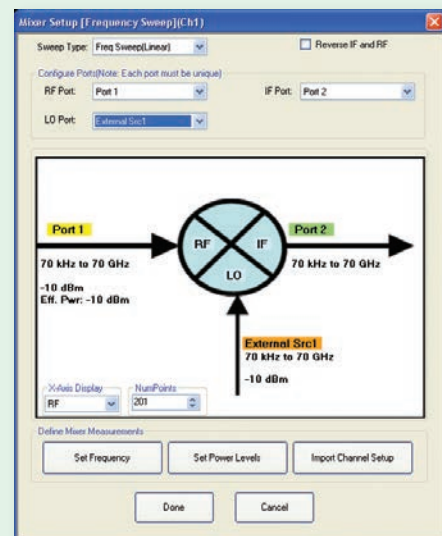 Mixer Setup [Frequency Sweep](Ch1)
Sweep Type: Freq Sweep(Linear) Reverse IF and RF
Configure Ports(Note: Each port must be unique)
RF Port: Port 1 IF Port: Port 2
LO Port: External Src1
Port 1 RF IF Port 2
70 kHz to 70 GHz LO 70 kHz to 70 GHz
-10 dBm
Eff. Pwr: -10 dBm
External Src1
70 kHz to 70 GHz
-10 dBm
X-Axis Display NumPoints
RF 201
Define Mixer Measurements
Set Frequency Set Power Levels Import Channel Setup
Done Cancel